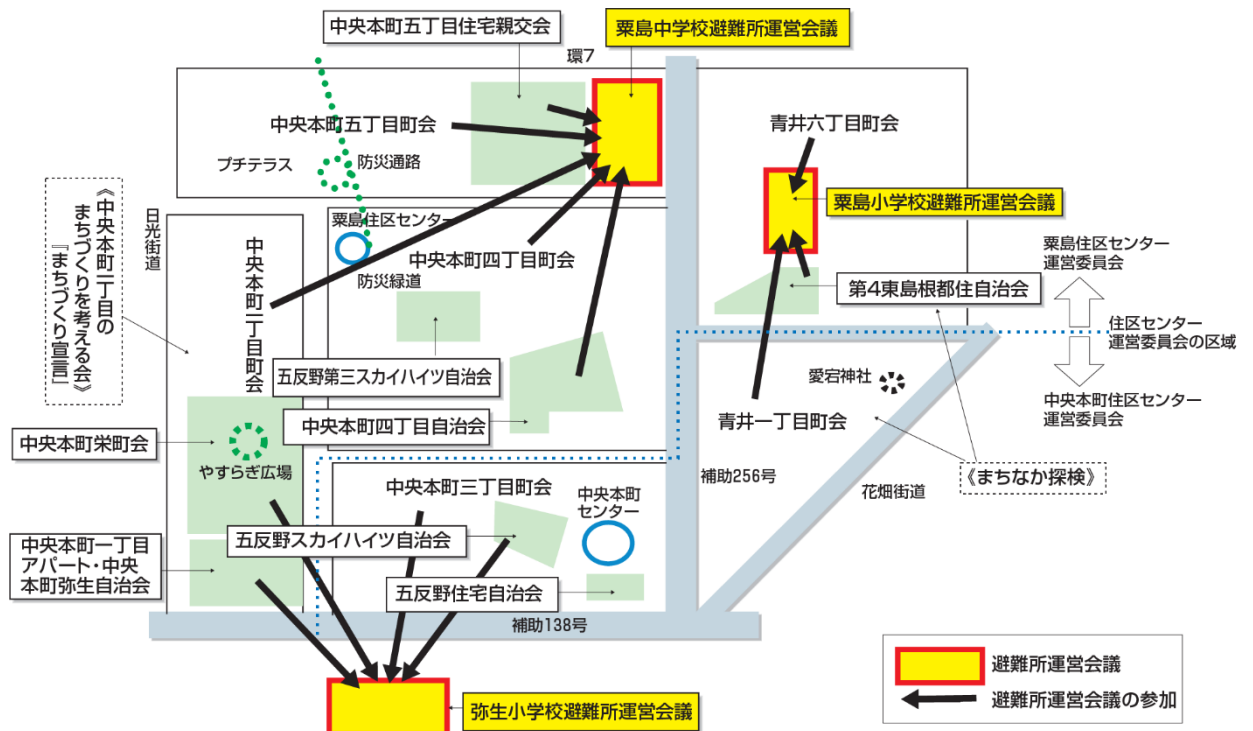 中央本町五丁目住宅親交会
粟島中学校避難所運営会議
環7
中央本町五丁目町会
青井六丁目町会
プチテラス
防災通路
粟島小学校避難所運営会議
《中央本町一丁目の
まちづくりを考える会》
『まちづくり宣言』
日光街道
中央本町一丁目町会
粟島住区センター
防災緑道
中央本町四丁目町会
第4東島根都住自治会
粟島住区センター
運営委員会
住区センター
運営委員会の区域
中央本町住区センター
運営委員会
五反野第三スカイハイツ自治会
愛宕神社
中央本町四丁目自治会
青井一丁目町会
中央本町栄町会
やすらぎ広場
補助256号
花畑街道
《まちなか探検》
中央本町三丁目町会
中央本町
センター
五反野スカイハイツ自治会
中央本町一丁目
アパート・中央
本町弥生自治会
五反野住宅自治会
補助138号
弥生小学校避難所運営会議
避難所運営会議
避難所運営会議の参加